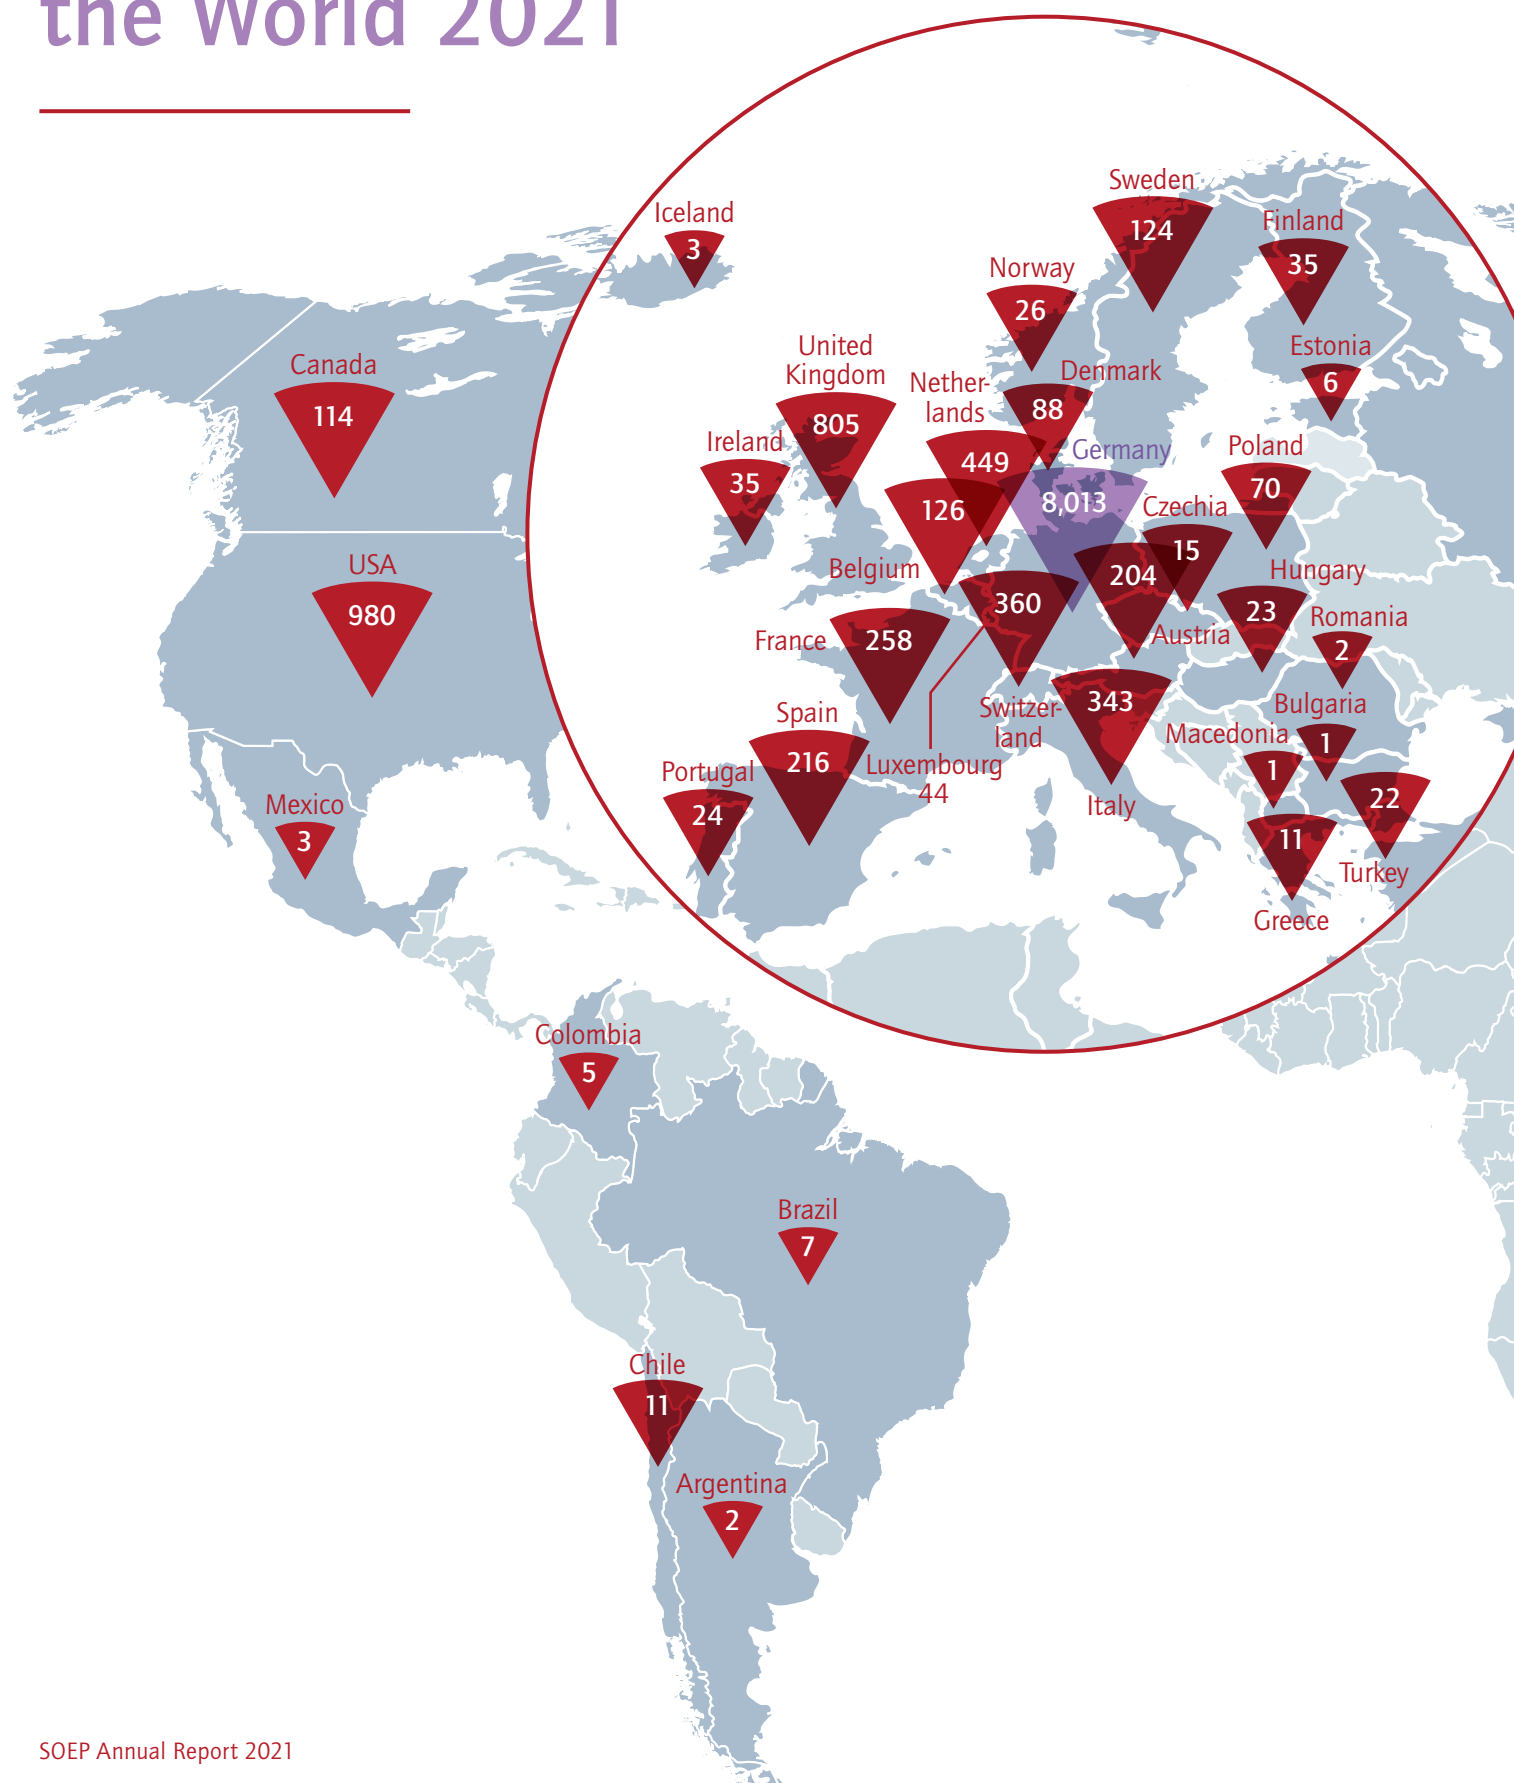 the World 2021
Iceland
3
Sweden
124
Finland
35
Norway
26
Estonia
6
United
Kingdom
805
Nether-
lands
449
Denmark
88
Canada
114
Ireland
35
Germany
8,013
Poland
70
126
Belgium
Czechia
15
USA
980
204
Austria
Hungary
23
360
Switzer-
land
France
258
Romania
2
Spain
216
343
Italy
Bulgaria
1
Macedonia
1
Luxembourg
44
Portugal
24
22
Turkey
Mexico
3
11
Greece
Colombia
5
Brazil
7
Chile
11
Argentina
2
SOEP Annual Report 2021